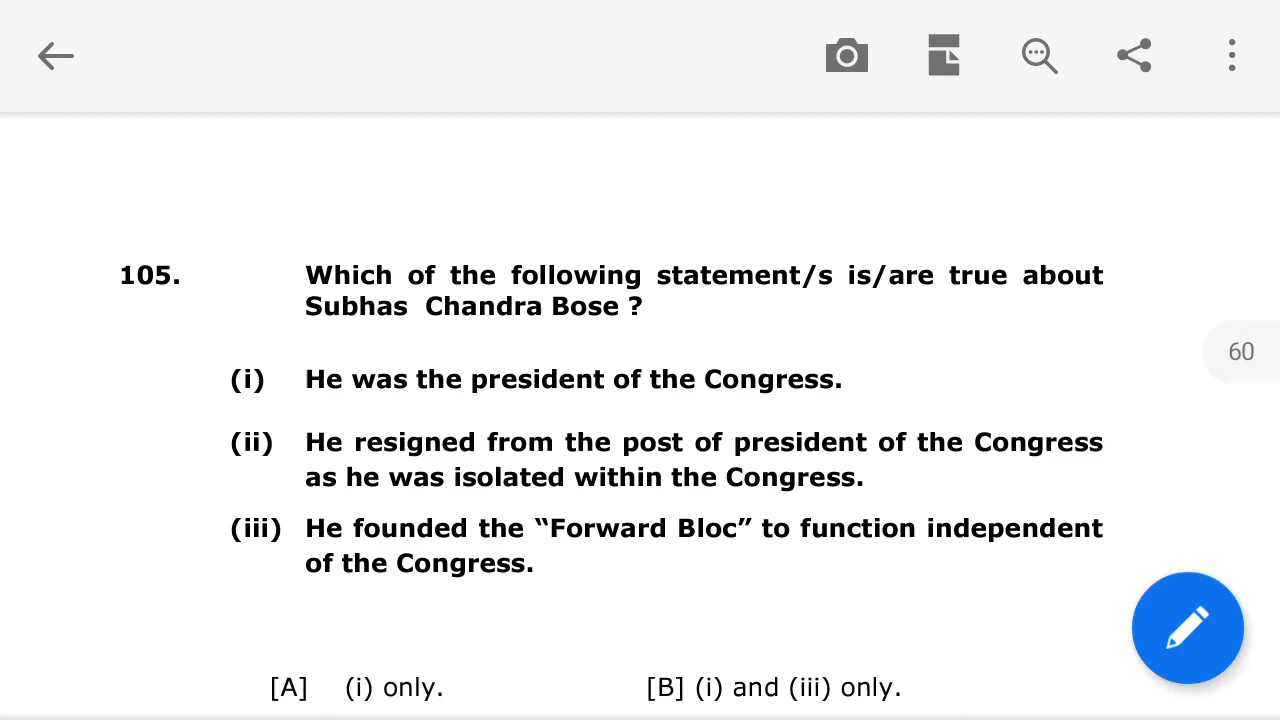 60
105. Which of the following statement/s is/are true about
Subhas Chandra Bose ?
(i) He was the president of the Congress.
(ii) He resigned from the post of president of the Congress
as he was isolated within the Congress.
(iii) He founded the “Forward Bloc” to function independent
of the Congress.
[A] (i) only. [B] (i) and (iii) only.